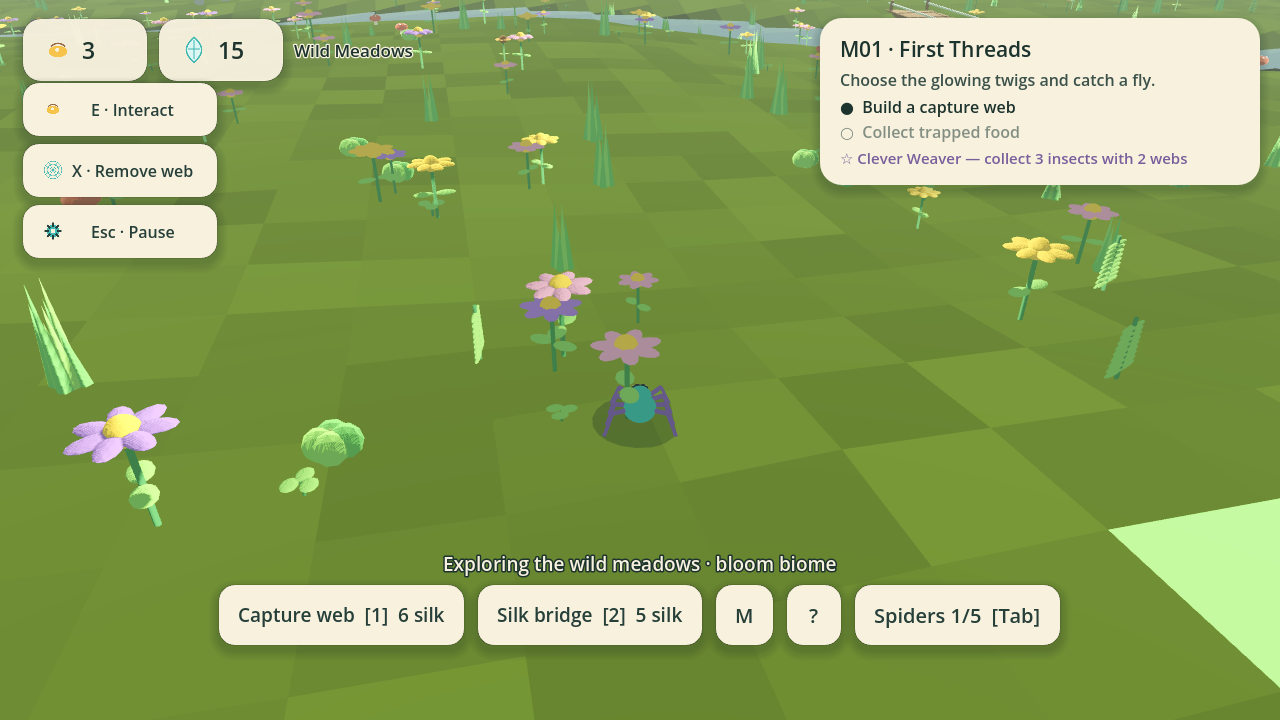 3
15
Wild Meadows
E · Interact
X · Remove web
Esc · Pause
M01 · First Threads
Choose the glowing twigs and catch a fly.
● Build a capture web
○ Collect trapped food
☆ Clever Weaver — collect 3 insects with 2 webs
Exploring the wild meadows · bloom biome
Capture web [1] 6 silk
Silk bridge [2] 5 silk
M
?
Spiders 1/5 [Tab]